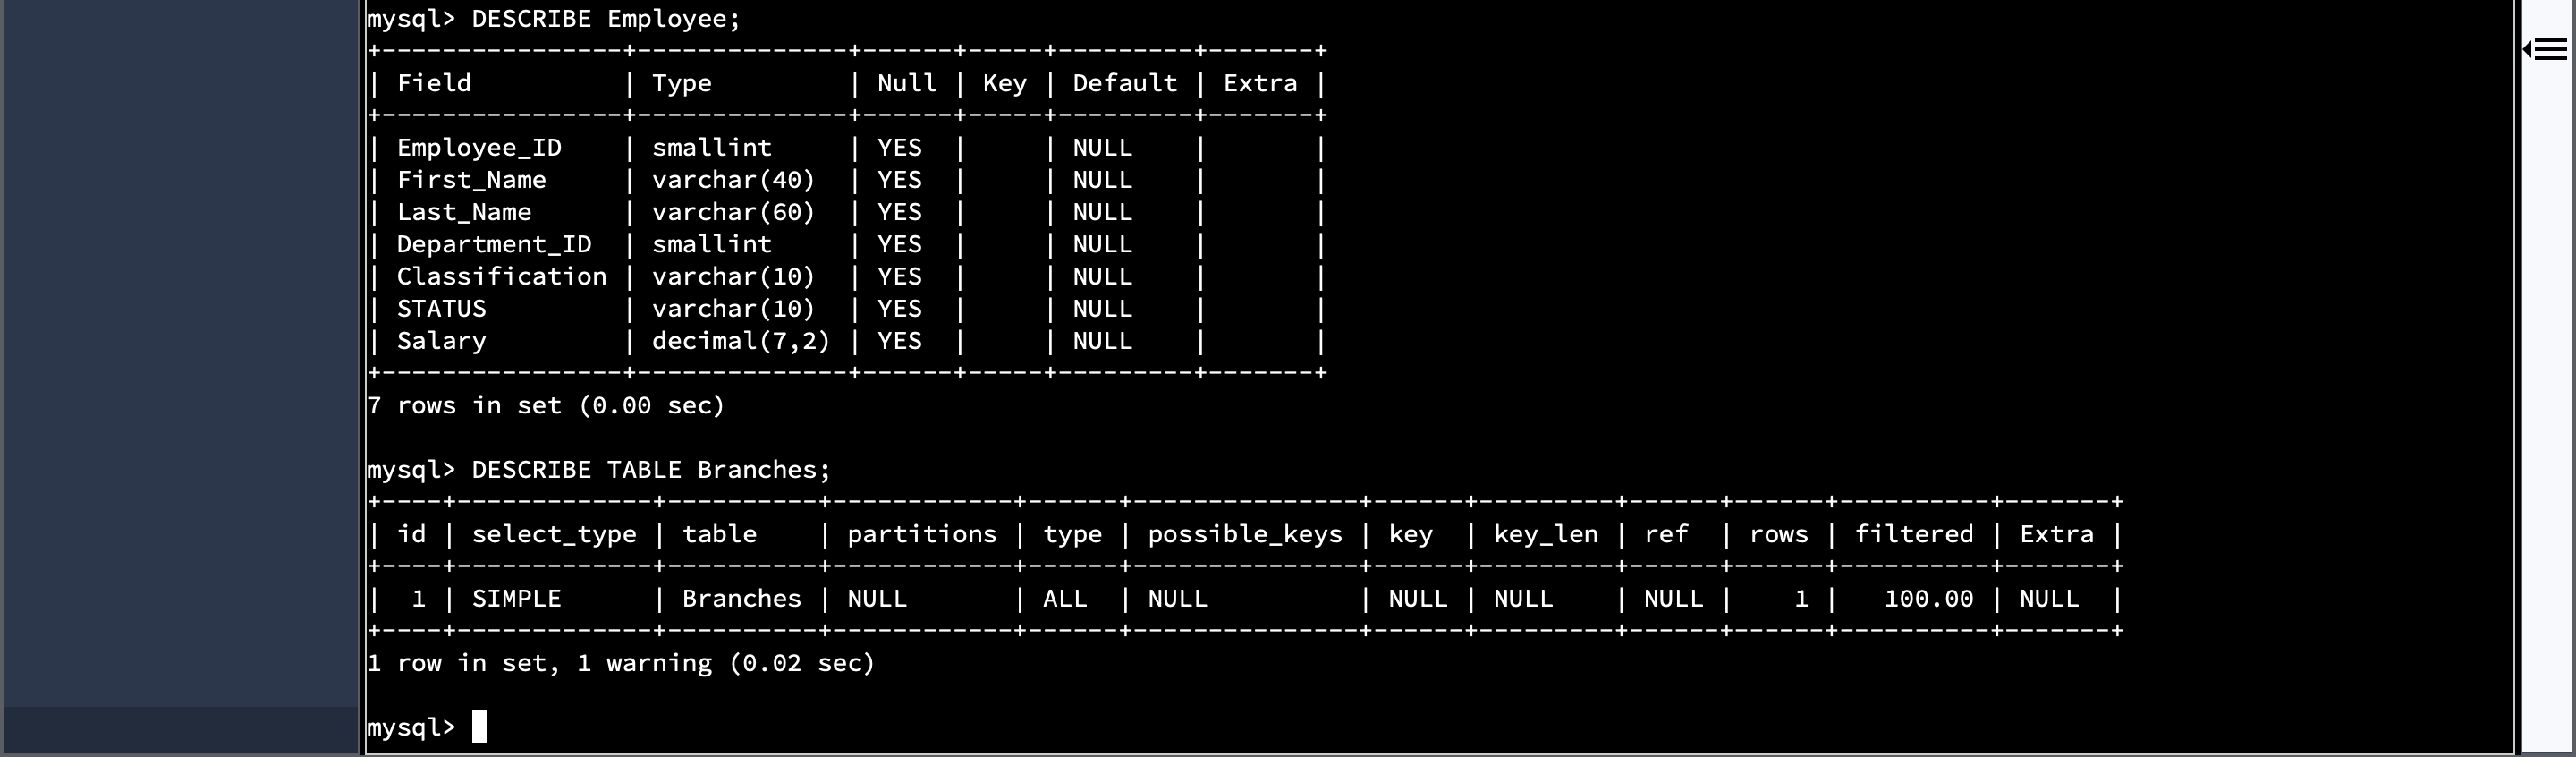 mysql> DESCRIBE Employee;
+----------------+--------------+------+-----+---------+-------+
| Field          | Type         | Null | Key | Default | Extra |
+----------------+--------------+------+-----+---------+-------+
| Employee_ID    | smallint     | YES  |     | NULL    |       |
| First_Name     | varchar(40)  | YES  |     | NULL    |       |
| Last_Name      | varchar(60)  | YES  |     | NULL    |       |
| Department_ID  | smallint     | YES  |     | NULL    |       |
| Classification | varchar(10)  | YES  |     | NULL    |       |
| STATUS         | varchar(10)  | YES  |     | NULL    |       |
| Salary         | decimal(7,2) | YES  |     | NULL    |       |
+----------------+--------------+------+-----+---------+-------+
7 rows in set (0.00 sec)

mysql> DESCRIBE TABLE Branches;
+----+-------------+----------+------------+------+---------------+------+---------+------+------+----------+-------+
| id | select_type | table    | partitions | type | possible_keys | key  | key_len | ref  | rows | filtered | Extra |
+----+-------------+----------+------------+------+---------------+------+---------+------+------+----------+-------+
|  1 | SIMPLE      | Branches | NULL       | ALL  | NULL          | NULL | NULL    | NULL |    1 |   100.00 | NULL  |
+----+-------------+----------+------------+------+---------------+------+---------+------+------+----------+-------+
1 row in set, 1 warning (0.02 sec)

mysql>